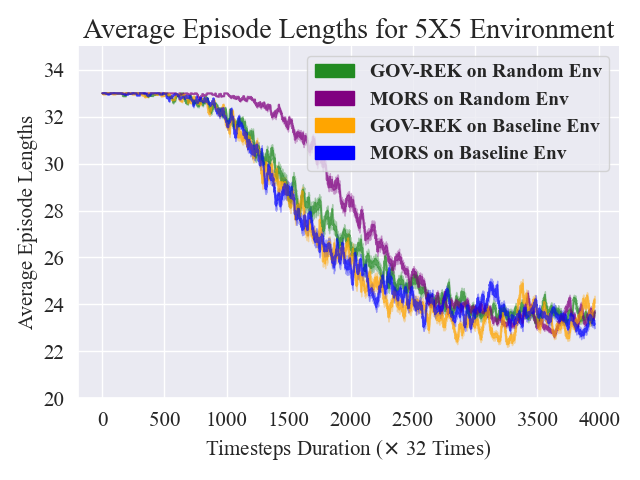 Average Episode Lengths for 5X5 Environment
GOV-REK on Random Env
MORS on Random Env
GOV-REK on Baseline Env
MORS on Baseline Env
Average Episode Lengths
34
32
30
28
26
24
22
20
0 500 1000 1500 2000 2500 3000 3500 4000
Timesteps Duration (× 32 Times)